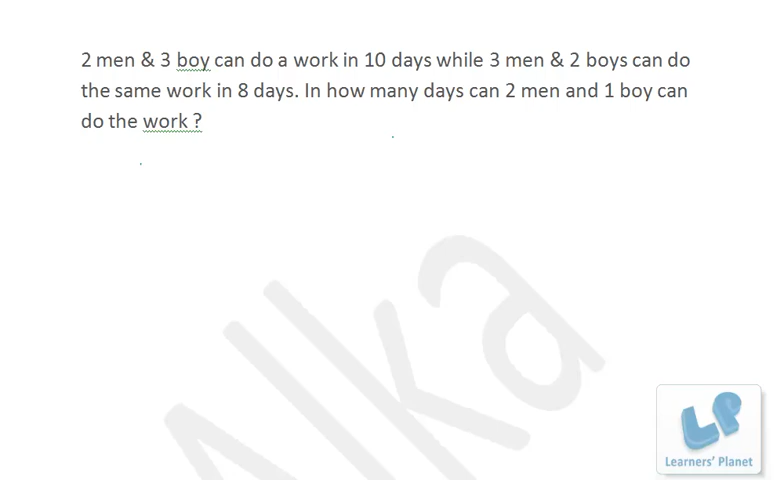 2 men & 3 boy can do a work in 10 days while 3 men & 2 boys can do
the same work in 8 days. In how many days can 2 men and 1 boy can
do the work ?
Alka
LP
Learners' Planet